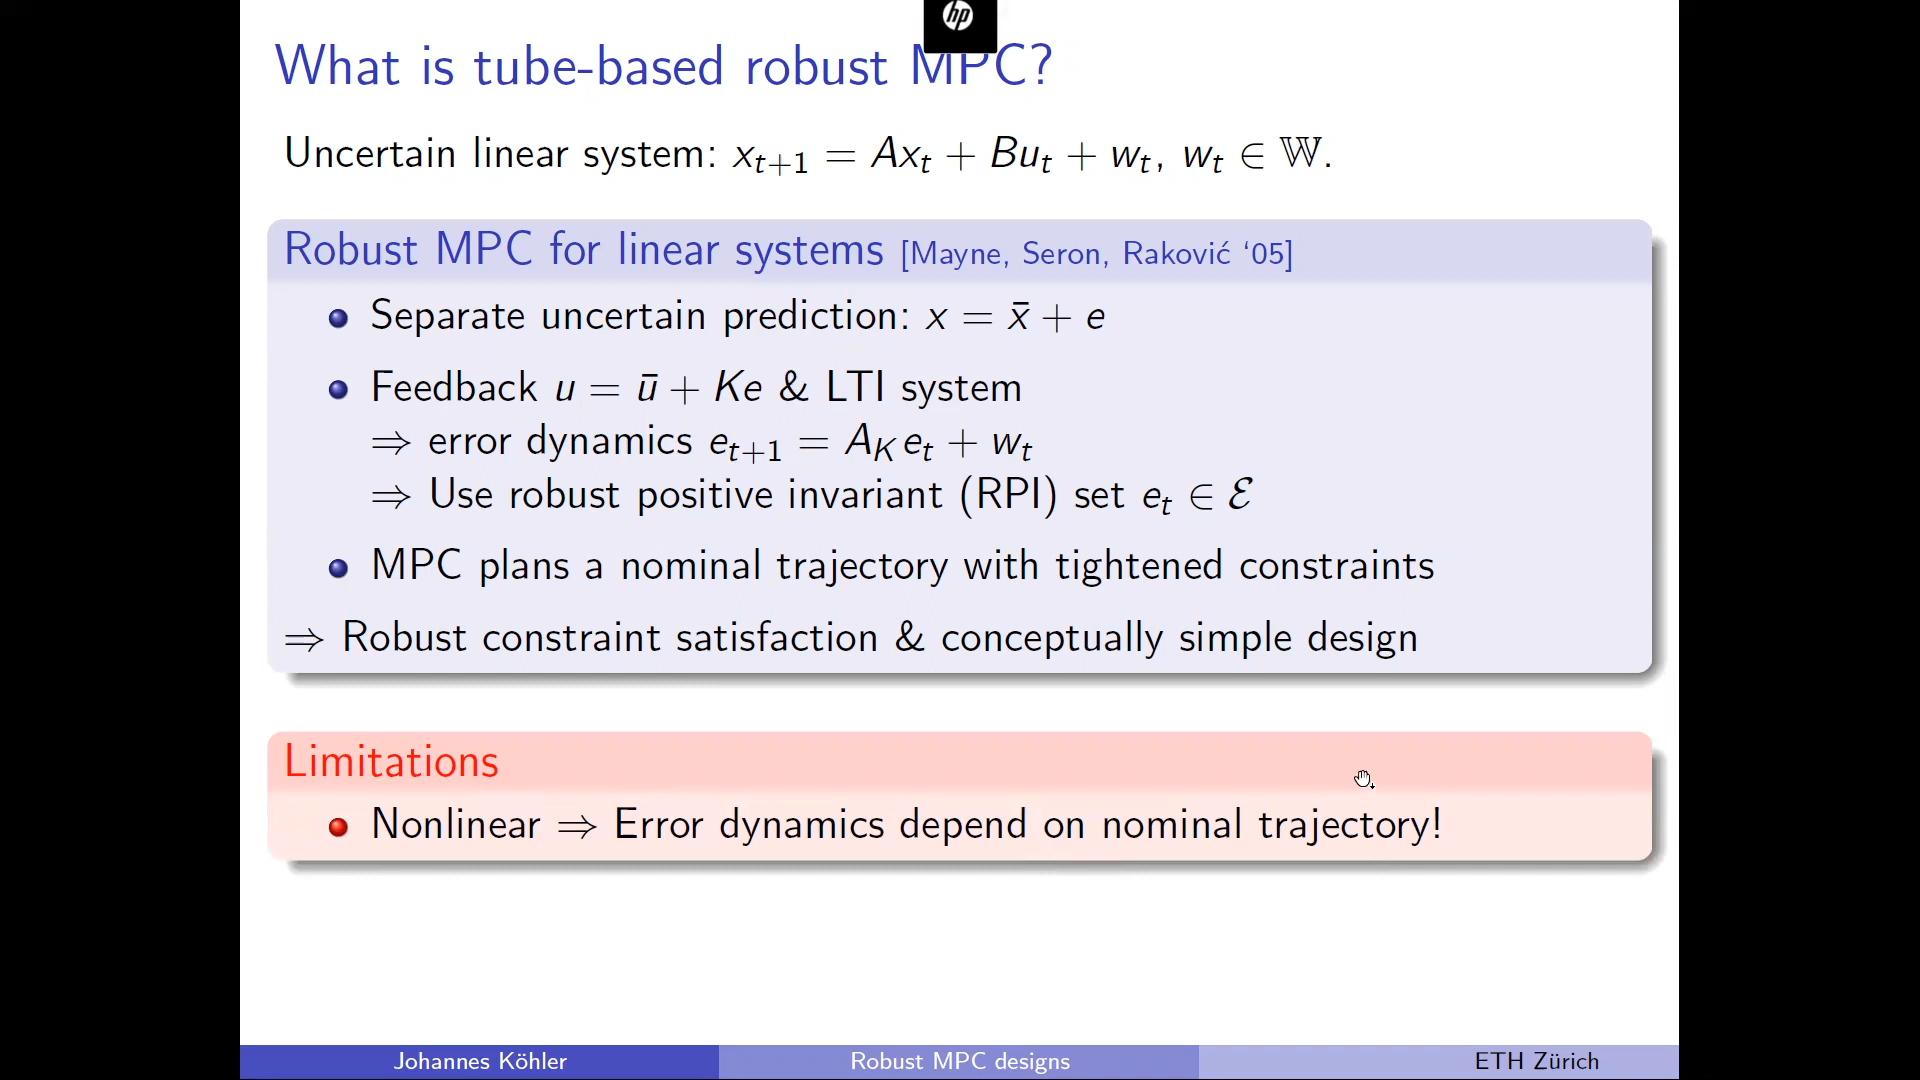 hp
What is tube-based robust MPC?
Uncertain linear system: x_{t+1} = Ax_t + Bu_t + w_t, w_t ∈ 𝕎.
Robust MPC for linear systems [Mayne, Seron, Raković ‘05]
Separate uncertain prediction: x = x̄ + e
Feedback u = ū + Ke & LTI system
⇒ error dynamics e_{t+1} = A_K e_t + w_t
⇒ Use robust positive invariant (RPI) set e_t ∈ ℰ
MPC plans a nominal trajectory with tightened constraints
⇒ Robust constraint satisfaction & conceptually simple design
Limitations
Nonlinear ⇒ Error dynamics depend on nominal trajectory!
Johannes Köhler
Robust MPC designs
ETH Zürich